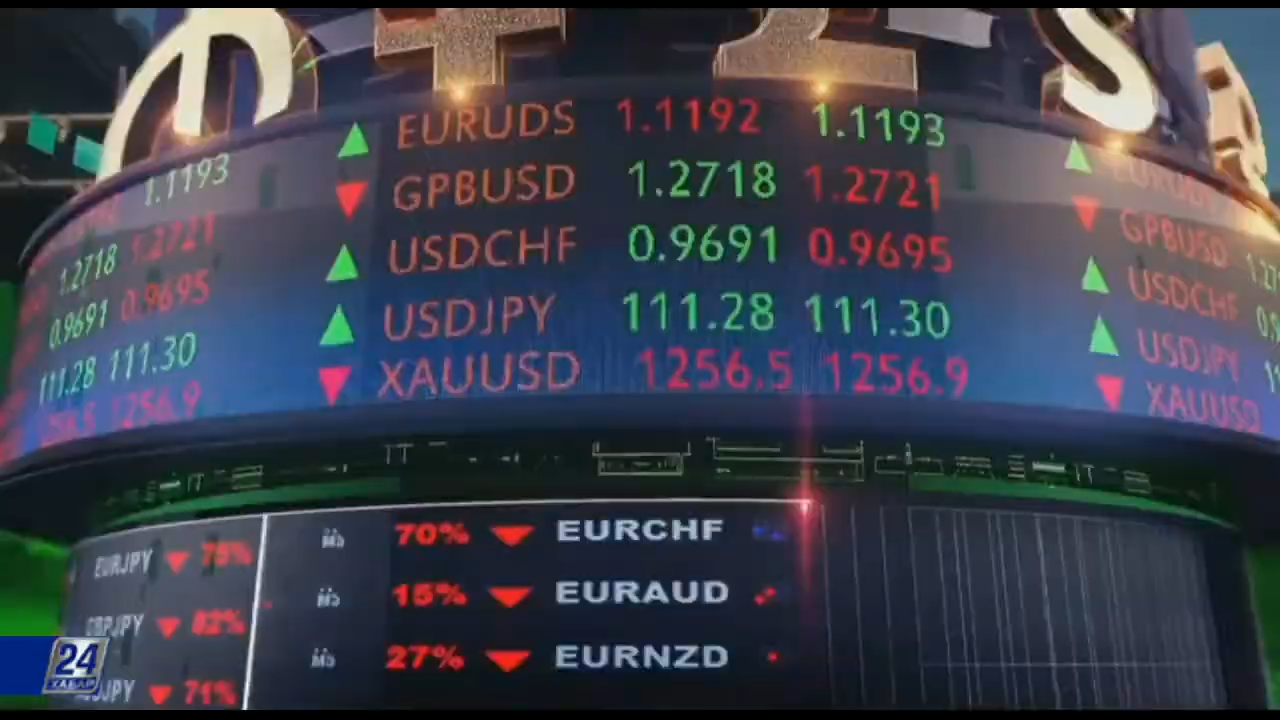 1.1193
1.2718 1.2721
0.9691 0.9695
111.28 111.30
1256.9
EURUDS 1.1192 1.1193
GPBUSD 1.2718 1.2721
USDCHF 0.9691 0.9695
USDJPY 111.28 111.30
XAUUSD 1256.5 1256.9
GPBUSD
USDCHF
USDJPY
XAUUSD
EURJPY 75%
82%
71%
70% EURCHF
15% EURAUD
27% EURNZD
24
ХАБАР